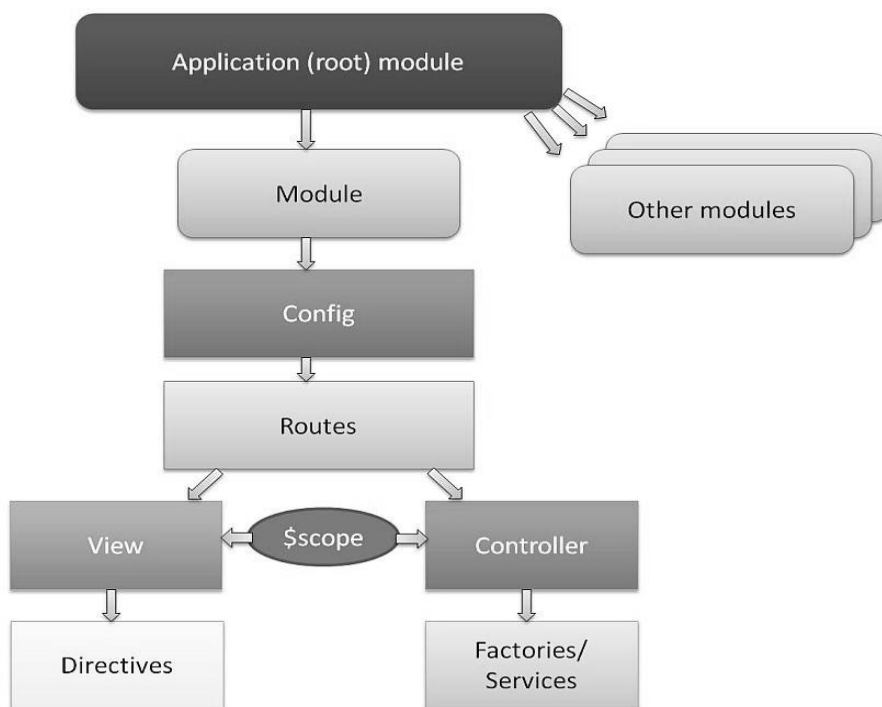 Application (root) module
Module
Other modules
Config
Routes
View
$scope
Controller
Directives
Factories/
Services